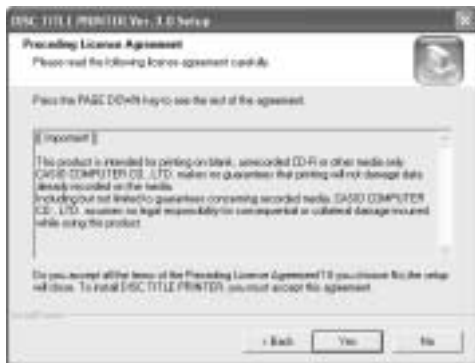 DISC TITLE PRINTER Ver. 3.0 Setup
Preceding License Agreement
Please read the following license agreement carefully.
Press the PAGE DOWN key to see the rest of the agreement.
[ Important ]
This product is intended for printing on blank, unrecorded CD-R or other media only.
CASIO COMPUTER CO., LTD. makes no guarantees that printing will not damage data
already recorded on the media.
Including but not limited to guarantees concerning recorded media, CASIO COMPUTER
CO., LTD. assumes no legal responsibility for consequential or collateral damage incurred
while using this product.
Do you accept all the terms of the Preceding License Agreement? If you choose No, the setup
will close. To install DISC TITLE PRINTER, you must accept this agreement.
< Back
Yes
No